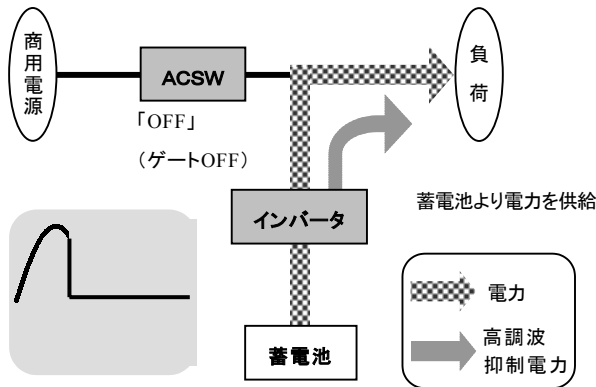 商用電源
ACSW
負荷
「OFF」
(ゲートOFF)
インバータ
蓄電池より電力を供給
電力
高調波
抑制電力
蓄電池